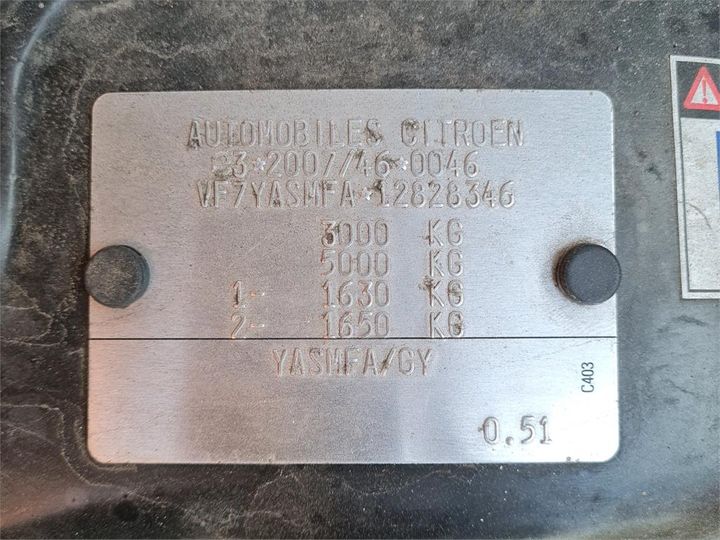 AUTOMOBILES CITROEN
e3*2007/46*0046
VF7YASMFA 12828346
3000 KG
5000 KG
1- 1630 KG
2- 1650 KG
YASMFA/GY
C403
0.51